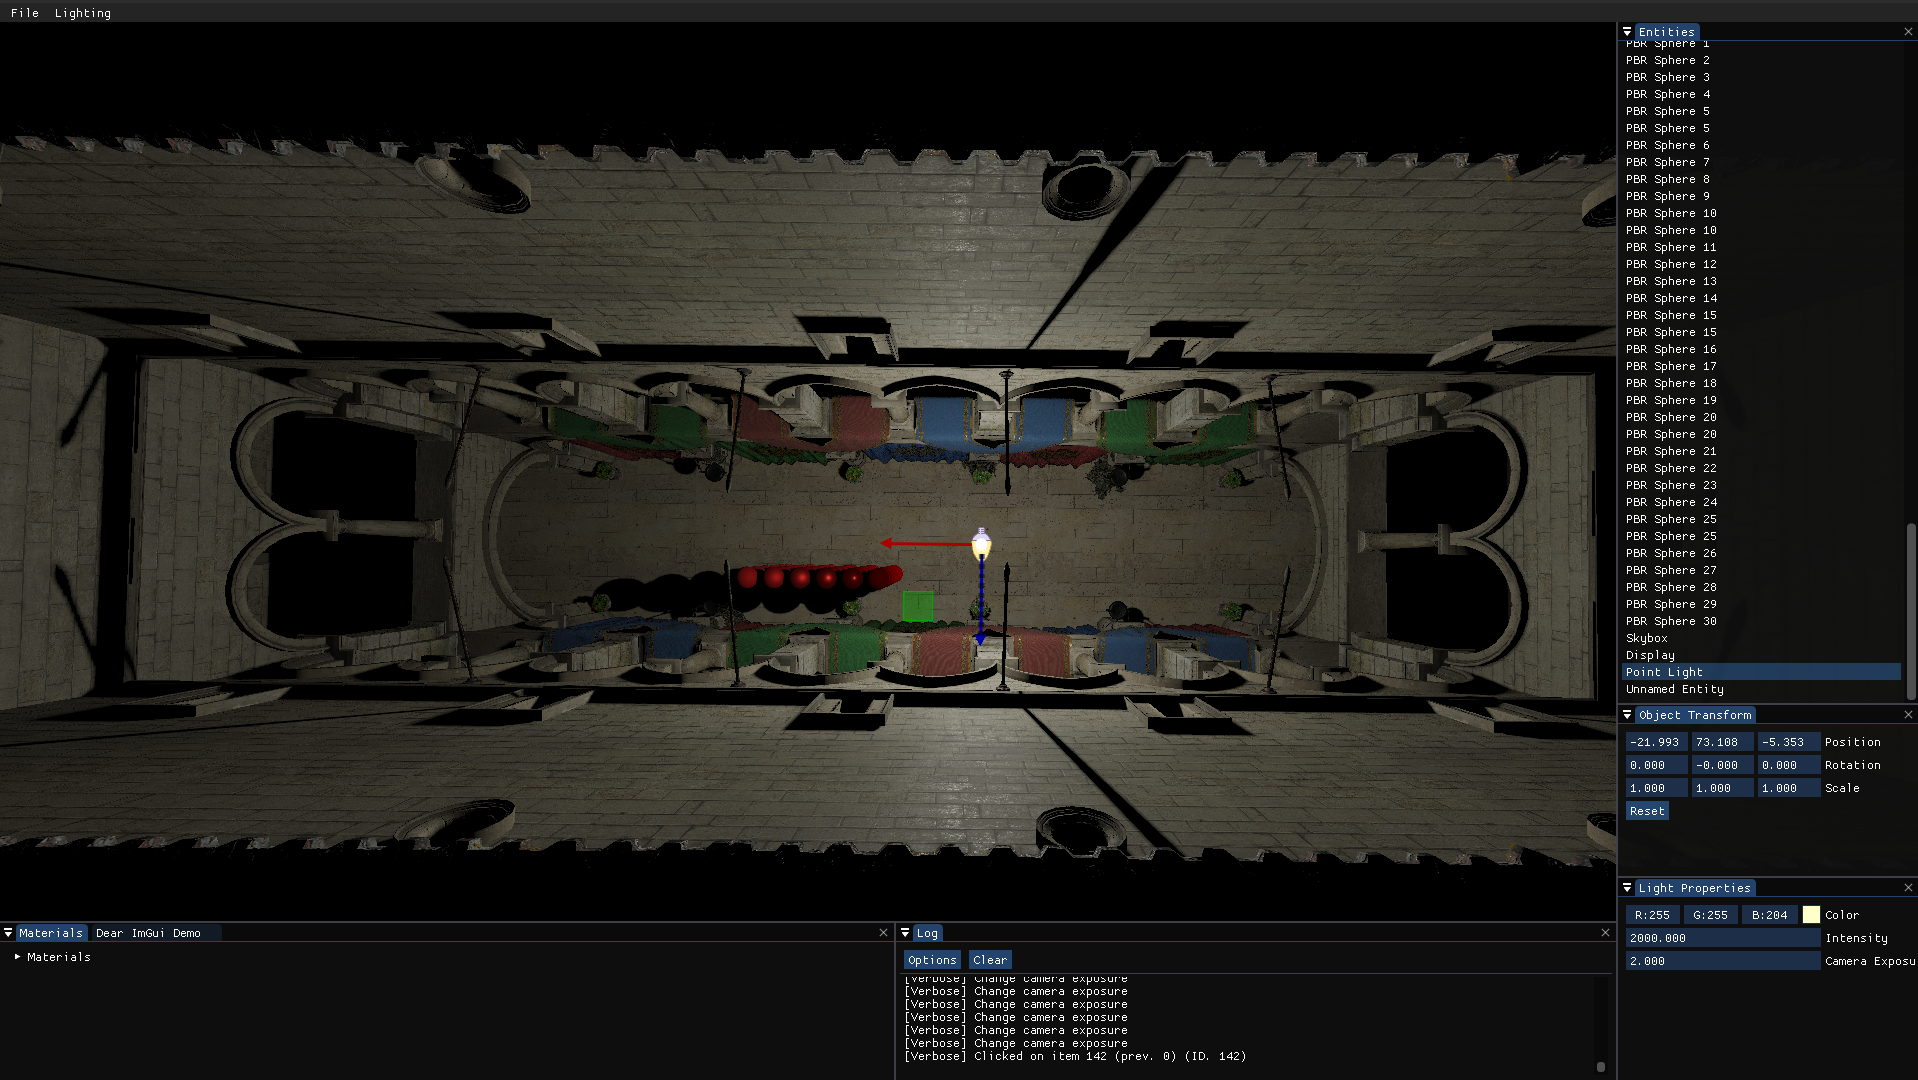 File Lighting
Entities
PBR Sphere 1
PBR Sphere 2
PBR Sphere 3
PBR Sphere 4
PBR Sphere 5
PBR Sphere 5
PBR Sphere 6
PBR Sphere 7
PBR Sphere 8
PBR Sphere 9
PBR Sphere 10
PBR Sphere 10
PBR Sphere 11
PBR Sphere 12
PBR Sphere 13
PBR Sphere 14
PBR Sphere 15
PBR Sphere 15
PBR Sphere 16
PBR Sphere 17
PBR Sphere 18
PBR Sphere 19
PBR Sphere 20
PBR Sphere 20
PBR Sphere 21
PBR Sphere 22
PBR Sphere 23
PBR Sphere 24
PBR Sphere 25
PBR Sphere 25
PBR Sphere 26
PBR Sphere 27
PBR Sphere 28
PBR Sphere 29
PBR Sphere 30
Skybox
Display
Point Light
Unnamed Entity
Object Transform
-21.993 73.108 -5.353 Position
0.000 -0.000 0.000 Rotation
1.000 1.000 1.000 Scale
Reset
Light Properties
R:255 G:255 B:204 Color
2000.000 Intensity
2.000 Camera Exposu
Materials Dear ImGui Demo
Materials
Log
Options Clear
[Verbose] Change camera exposure
[Verbose] Change camera exposure
[Verbose] Change camera exposure
[Verbose] Change camera exposure
[Verbose] Change camera exposure
[Verbose] Change camera exposure
[Verbose] Clicked on item 142 (prev. 0) (ID. 142)